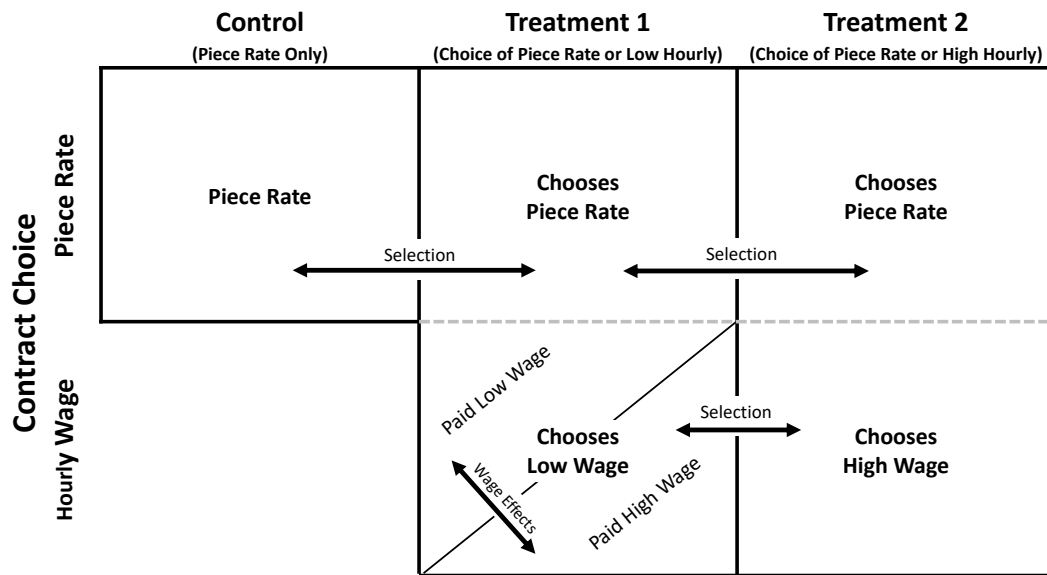 Control
(Piece Rate Only)
Treatment 1
(Choice of Piece Rate or Low Hourly)
Treatment 2
(Choice of Piece Rate or High Hourly)
Contract Choice
Piece Rate
Piece Rate
Chooses
Piece Rate
Chooses
Piece Rate
Selection
Selection
Hourly Wage
Paid Low Wage
Chooses
Low Wage
Selection
Chooses
High Wage
Wage Effects
Paid High Wage